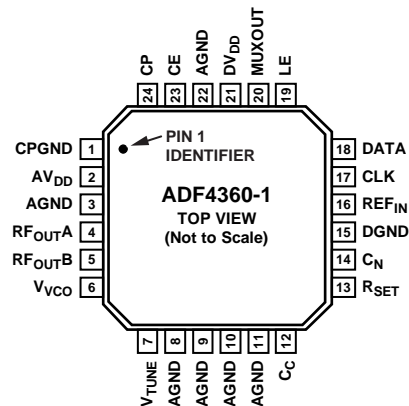 CP
CE
AGND
DVDD
MUXOUT
LE
24
23
22
21
20
19
CPGND 1
AVDD 2
AGND 3
RFOUTA 4
RFOUTB 5
VVCO 6
PIN 1
IDENTIFIER
ADF4360-1
TOP VIEW
(Not to Scale)
18 DATA
17 CLK
16 REFIN
15 DGND
14 CN
13 RSET
7
8
9
10
11
12
VTUNE
AGND
AGND
AGND
AGND
CC